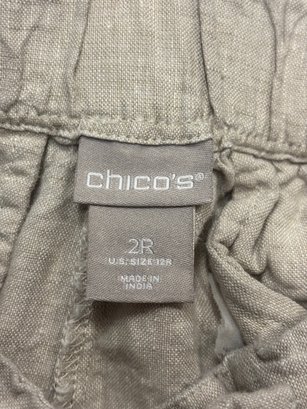 chico's®
2R
U.S. SIZE 12R
MADE IN
INDIA